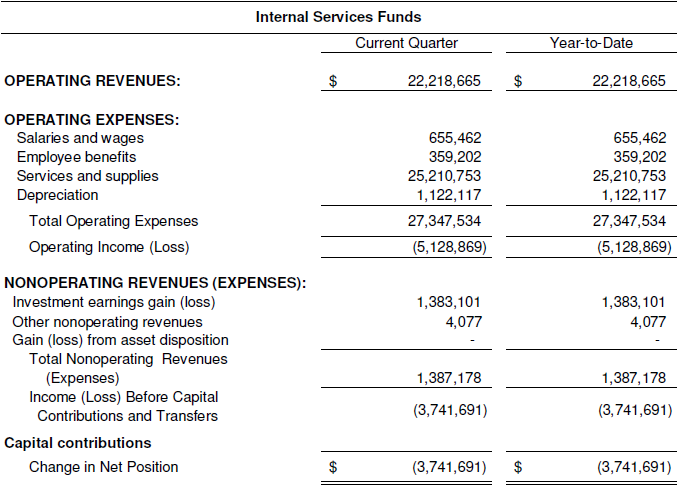 Internal Services Funds
Current Quarter Year-to-Date
OPERATING REVENUES: $ 22,218,665 $ 22,218,665
OPERATING EXPENSES:
Salaries and wages 655,462 655,462
Employee benefits 359,202 359,202
Services and supplies 25,210,753 25,210,753
Depreciation 1,122,117 1,122,117
Total Operating Expenses 27,347,534 27,347,534
Operating Income (Loss) (5,128,869) (5,128,869)
NONOPERATING REVENUES (EXPENSES):
Investment earnings gain (loss) 1,383,101 1,383,101
Other nonoperating revenues 4,077 4,077
Gain (loss) from asset disposition - -
Total Nonoperating Revenues
(Expenses) 1,387,178 1,387,178
Income (Loss) Before Capital
Contributions and Transfers (3,741,691) (3,741,691)
Capital contributions
Change in Net Position $ (3,741,691) $ (3,741,691)